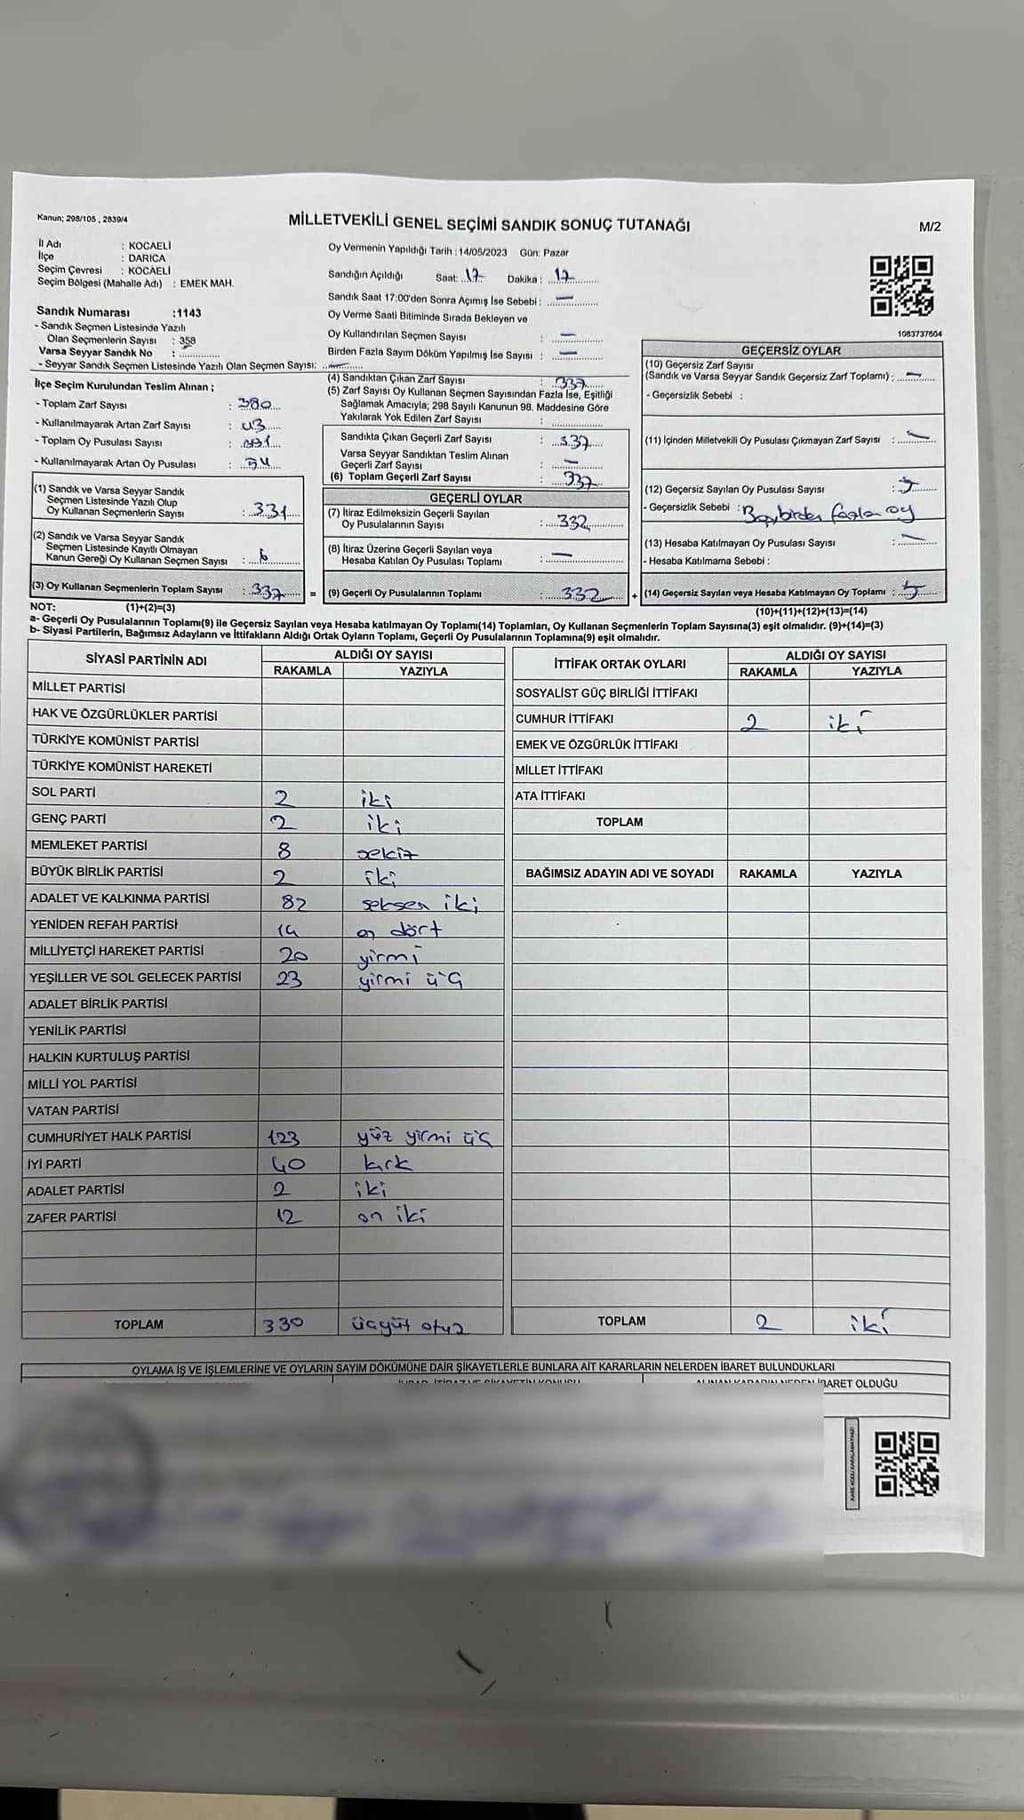 Kanun; 298/105 , 2839/4
MİLLETVEKİLİ GENEL SEÇİMİ SANDIK SONUÇ TUTANAĞI
M/2
İl Adı : KOCAELİ
İlçe : DARICA
Seçim Çevresi : KOCAELİ
Seçim Bölgesi (Mahalle Adı) : EMEK MAH.
Oy Vermenin Yapıldığı Tarih : 14/05/2023 Gün: Pazar
Sandığın Açıldığı Saat: 17 Dakika : 17
Sandık Saat 17:00'den Sonra Açımış İse Sebebi : —
Oy Verme Saati Bitiminde Sırada Bekleyen ve
Oy Kullandırılan Seçmen Sayısı : —
Birden Fazla Sayım Döküm Yapılmış İse Sayısı : —
Sandık Numarası :1143
- Sandık Seçmen Listesinde Yazılı
Olan Seçmenlerin Sayısı : 358
Varsa Seyyar Sandık No :
- Seyyar Sandık Seçmen Listesinde Yazılı Olan Seçmen Sayısı: —
1063737604
İlçe Seçim Kurulundan Teslim Alınan ;
- Toplam Zarf Sayısı : 380
- Kullanılmayarak Artan Zarf Sayısı : 43
- Toplam Oy Pusulası Sayısı :
- Kullanılmayarak Artan Oy Pusulası :
(1) Sandık ve Varsa Seyyar Sandık
Seçmen Listesinde Yazılı Olup
Oy Kullanan Seçmenlerin Sayısı : 331
(2) Sandık ve Varsa Seyyar Sandık
Seçmen Listesinde Kayıtlı Olmayan
Kanun Gereği Oy Kullanan Seçmen Sayısı : 6
(3) Oy Kullanan Seçmenlerin Toplam Sayısı : 337
(4) Sandıktan Çıkan Zarf Sayısı : 337
(5) Zarf Sayısı Oy Kullanan Seçmen Sayısından Fazla İse, Eşitliği
Sağlamak Amacıyla; 298 Sayılı Kanunun 98. Maddesine Göre
Yakılarak Yok Edilen Zarf Sayısı :
Sandıkta Çıkan Geçerli Zarf Sayısı : 337
Varsa Seyyar Sandıktan Teslim Alınan
Geçerli Zarf Sayısı : —
(6) Toplam Geçerli Zarf Sayısı : 337
GEÇERLİ OYLAR
(7) İtiraz Edilmeksizin Geçerli Sayılan
Oy Pusulalarının Sayısı : 332
(8) İtiraz Üzerine Geçerli Sayılan veya
Hesaba Katılan Oy Pusulası Toplamı : —
= (9) Geçerli Oy Pusulalarının Toplamı : 332
GEÇERSİZ OYLAR
(10) Geçersiz Zarf Sayısı
(Sandık ve Varsa Seyyar Sandık Geçersiz Zarf Toplamı) : —
- Geçersizlik Sebebi :
(11) İçinden Milletvekili Oy Pusulası Çıkmayan Zarf Sayısı : —
(12) Geçersiz Sayılan Oy Pusulası Sayısı : 5
- Geçersizlik Sebebi : fazla oy
(13) Hesaba Katılmayan Oy Pusulası Sayısı : —
- Hesaba Katılmama Sebebi :
+ (14) Geçersiz Sayılan veya Hesaba Katılmayan Oy Toplamı : 5
NOT: (1)+(2)=(3)
(10)+(11)+(12)+(13)=(14)
a- Geçerli Oy Pusulalarının Toplamı(9) ile Geçersiz Sayılan veya Hesaba katılmayan Oy Toplamı(14) Toplamları, Oy Kullanan Seçmenlerin Toplam Sayısına(3) eşit olmalıdır. (9)+(14)=(3)
b- Siyasi Partilerin, Bağımsız Adayların ve İttifakların Aldığı Ortak Oyların Toplamı, Geçerli Oy Pusulalarının Toplamına(9) eşit olmalıdır.
SİYASİ PARTİNİN ADI ALDIĞI OY SAYISI
RAKAMLA YAZIYLA
MİLLET PARTİSİ
HAK VE ÖZGÜRLÜKLER PARTİSİ
TÜRKİYE KOMÜNİST PARTİSİ
TÜRKİYE KOMÜNİST HAREKETİ
SOL PARTİ 2 iki
GENÇ PARTİ 2 iki
MEMLEKET PARTİSİ 8 sekiz
BÜYÜK BİRLİK PARTİSİ 2 iki
ADALET VE KALKINMA PARTİSİ 82 seksen iki
YENİDEN REFAH PARTİSİ 14 on dört
MİLLİYETÇİ HAREKET PARTİSİ 20 yirmi
YEŞİLLER VE SOL GELECEK PARTİSİ 23 yirmi üç
ADALET BİRLİK PARTİSİ
YENİLİK PARTİSİ
HALKIN KURTULUŞ PARTİSİ
MİLLİ YOL PARTİSİ
VATAN PARTİSİ
CUMHURİYET HALK PARTİSİ 123 yüz yirmi üç
İYİ PARTİ 40 kırk
ADALET PARTİSİ 2 iki
ZAFER PARTİSİ 12 on iki
TOPLAM 330 üçyüz otuz
İTTİFAK ORTAK OYLARI ALDIĞI OY SAYISI
RAKAMLA YAZIYLA
SOSYALİST GÜÇ BİRLİĞİ İTTİFAKI
CUMHUR İTTİFAKI 2 iki
EMEK VE ÖZGÜRLÜK İTTİFAKI
MİLLET İTTİFAKI
ATA İTTİFAKI
TOPLAM
BAĞIMSIZ ADAYIN ADI VE SOYADI RAKAMLA YAZIYLA
TOPLAM 2 iki
OYLAMA İŞ VE İŞLEMLERİNE VE OYLARIN SAYIM DÖKÜMÜNE DAİR ŞİKAYETLERLE BUNLARA AİT KARARLARIN NELERDEN İBARET BULUNDUKLARI
İBARET OLDUĞU